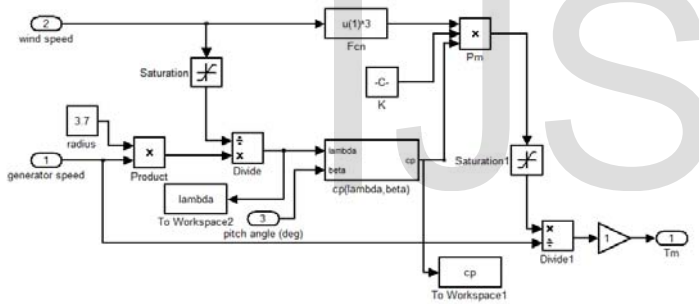 IJS
2
wind speed
u(1)^3
Fcn
×
Pm
Saturation
-C-
K
3.7
radius
1
generator speed
×
Product
÷
×
Divide
lambda
beta
cp
cp(lambda,beta)
Saturation1
lambda
To Workspace2
3
pitch angle (deg)
×
÷
Divide1
1
1
Tm
cp
To Workspace1